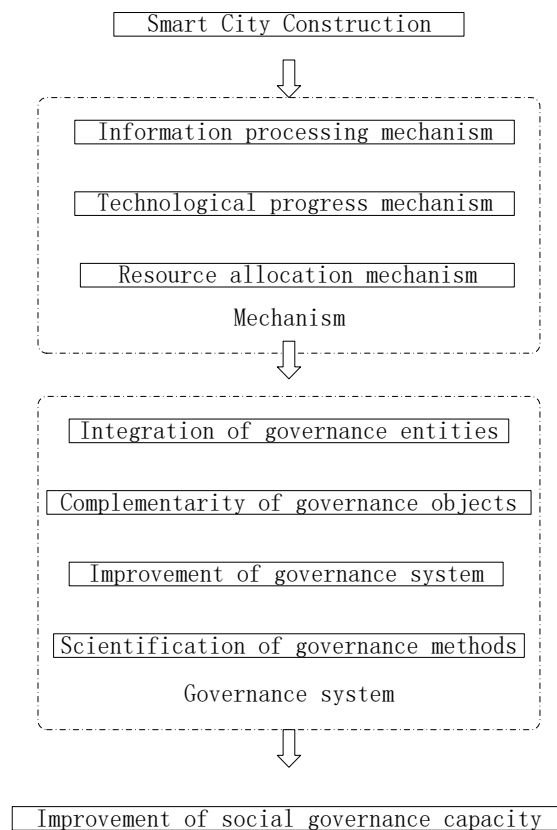 Smart City Construction
Information processing mechanism
Technological progress mechanism
Resource allocation mechanism
Mechanism
Integration of governance entities
Complementarity of governance objects
Improvement of governance system
Scientification of governance methods
Governance system
Improvement of social governance capacity